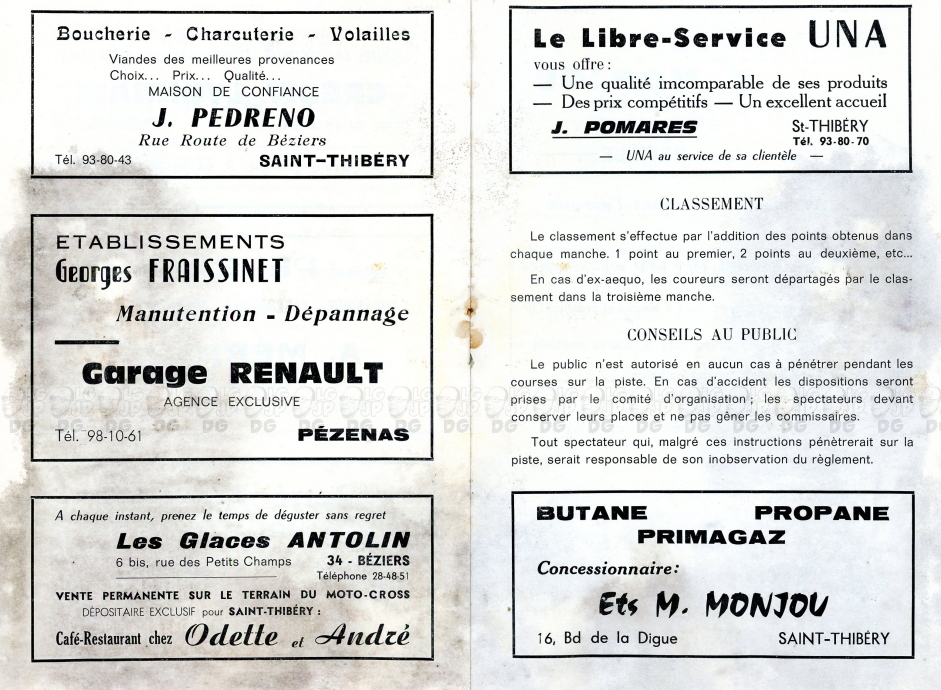 Boucherie - Charcuterie - Volailles
Viandes des meilleures provenances
Choix... Prix... Qualité...
MAISON DE CONFIANCE
J. PEDRENO
Rue Route de Béziers
Tél. 93-80-43 SAINT-THIBÉRY
ETABLISSEMENTS
Georges FRAISSINET
Manutention - Dépannage
Garage RENAULT
AGENCE EXCLUSIVE
Tél. 98-10-61 PÉZENAS
A chaque instant, prenez le temps de déguster sans regret
Les Glaces ANTOLIN
6 bis, rue des Petits Champs 34 - BÉZIERS
Téléphone 28-48-51
VENTE PERMANENTE SUR LE TERRAIN DU MOTO-CROSS
DÉPOSITAIRE EXCLUSIF pour SAINT-THIBÉRY :
Café-Restaurant chez Odette et André
Le Libre-Service UNA
vous offre :
— Une qualité imcomparable de ses produits
— Des prix compétitifs — Un excellent accueil
J. POMARES St-THIBÉRY
Tél. 93-80-70
— UNA au service de sa clientèle —
CLASSEMENT
Le classement s'effectue par l'addition des points obtenus dans
chaque manche. 1 point au premier, 2 points au deuxième, etc...
En cas d'ex-aequo, les coureurs seront départagés par le clas-
sement dans la troisième manche.
CONSEILS AU PUBLIC
Le public n'est autorisé en aucun cas à pénétrer pendant les
courses sur la piste. En cas d'accident les dispositions seront
prises par le comité d'organisation ; les spectateurs devant
conserver leurs places et ne pas gêner les commissaires.
Tout spectateur qui, malgré ces instructions pénètrerait sur la
piste, serait responsable de son inobservation du règlement.
BUTANE PROPANE
PRIMAGAZ
Concessionnaire :
Ets M. MONJOU
16, Bd de la Digue SAINT-THIBÉRY